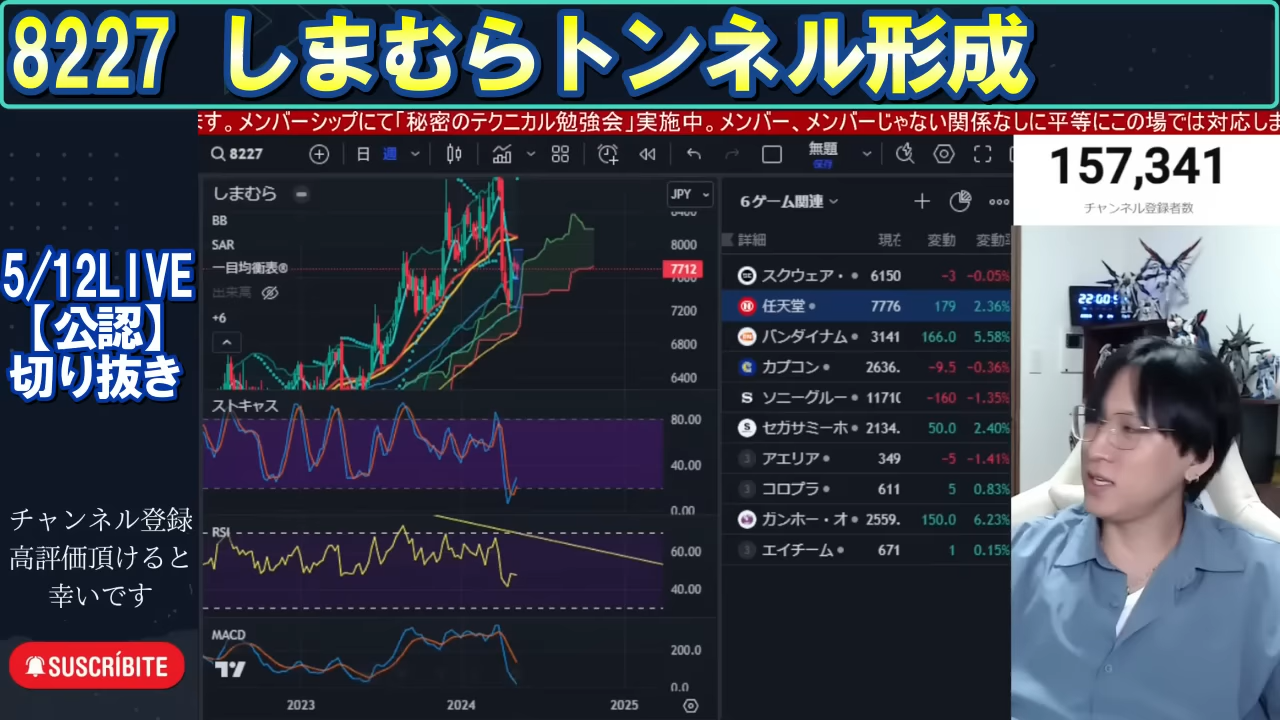 8227 しまむらトンネル形成
ます。メンバーシップにて「秘密のテクニカル勉強会」実施中。メンバー、メンバーじゃない関係なしに平等にこの場では対応しま
8227
日 週
無題
保存
157,341
チャンネル登録者数
しまむら
JPY
BB
SAR
一目均衡表®
出来高
+6
8400
8000
7712
7200
6800
6400
6 ゲーム関連
詳細 現在 変動 変動率
スクウェア・ 6150 -3 -0.05%
任天堂 7776 179 2.36%
バンダイナム 3141 166.0 5.58%
カプコン 2636. -9.5 -0.36%
S ソニーグルー 11710 -160 -1.35%
セガサミーホ 2134. 50.0 2.40%
3 アエリア 349 -5 -1.41%
3 コロプラ 611 5 0.83%
ガンホー・オ 2559. 150.0 6.23%
3 エイチーム 671 1 0.15%
22:00
5/12LIVE
【公認】
切り抜き
ストキャス
80.00
40.00
0.00
RSI
60.00
40.00
MACD
200.0
0.0
2023 2024 2025
チャンネル登録
高評価頂けると
幸いです
SUSCRÍBITE